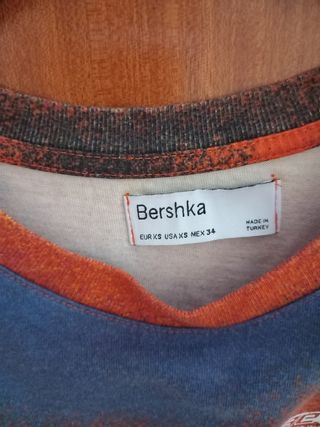 Bershka
EUR XS USA XS MEX 34
MADE IN
TURKEY